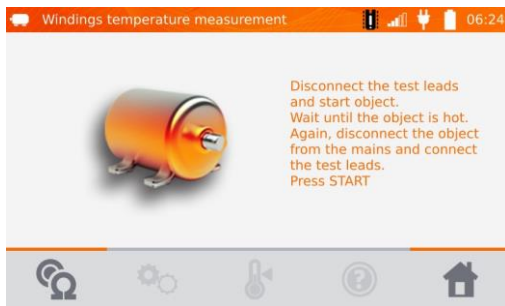 Windings temperature measurement
06:24
Disconnect the test leads
and start object.
Wait until the object is hot.
Again, disconnect the object
from the mains and connect
the test leads.
Press START
Ω
?